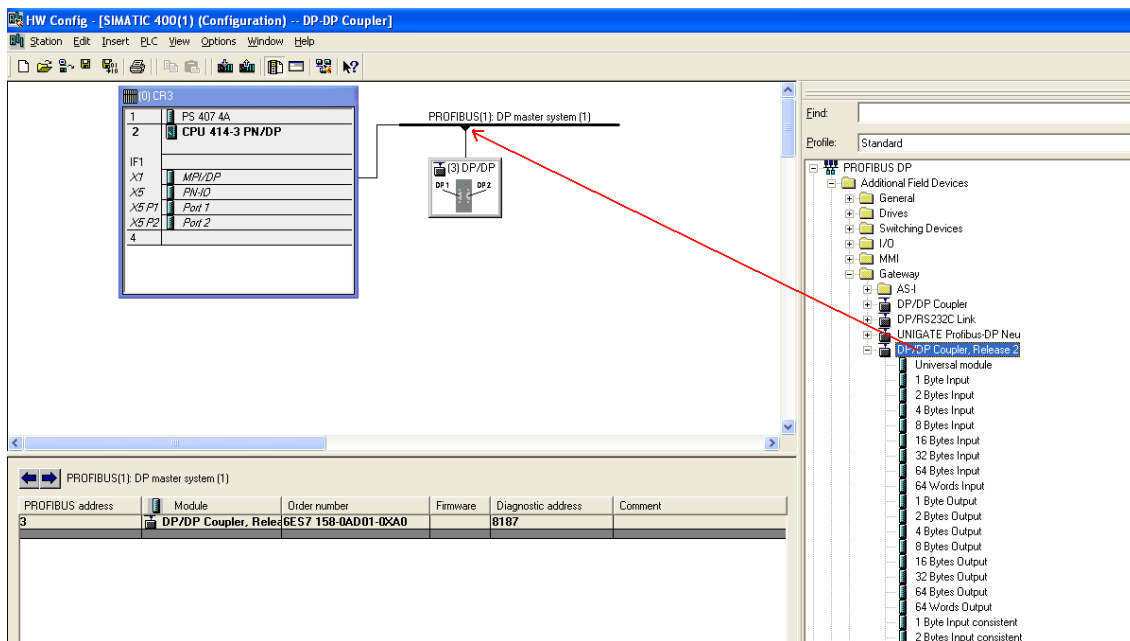 HW Config - [SIMATIC 400(1) (Configuration) -- DP-DP Coupler]
Station Edit Insert PLC View Options Window Help
(0) CR3
1 PS 407 4A
2 CPU 414-3 PN/DP
IF1
X1 MPI/DP
X5 PN-IO
X5 P1 Port 1
X5 P2 Port 2
4
PROFIBUS(1): DP master system (1)
(3) DP/DP
DP 1 DP 2
Find:
Profile: Standard
PROFIBUS DP
Additional Field Devices
General
Drives
Switching Devices
I/O
MMI
Gateway
AS-I
DP/DP Coupler
DP/RS232C Link
UNIGATE Profibus-DP Neu
DP/DP Coupler, Release 2
Universal module
1 Byte Input
2 Bytes Input
4 Bytes Input
8 Bytes Input
16 Bytes Input
32 Bytes Input
64 Bytes Input
64 Words Input
1 Byte Output
2 Bytes Output
4 Bytes Output
8 Bytes Output
16 Bytes Output
32 Bytes Output
64 Bytes Output
64 Words Output
1 Byte Input consistent
2 Bytes Input consistent
PROFIBUS(1): DP master system (1)
PROFIBUS address Module Order number Firmware Diagnostic address Comment
3 DP/DP Coupler, Relea 6ES7 158-0AD01-0XA0 8187